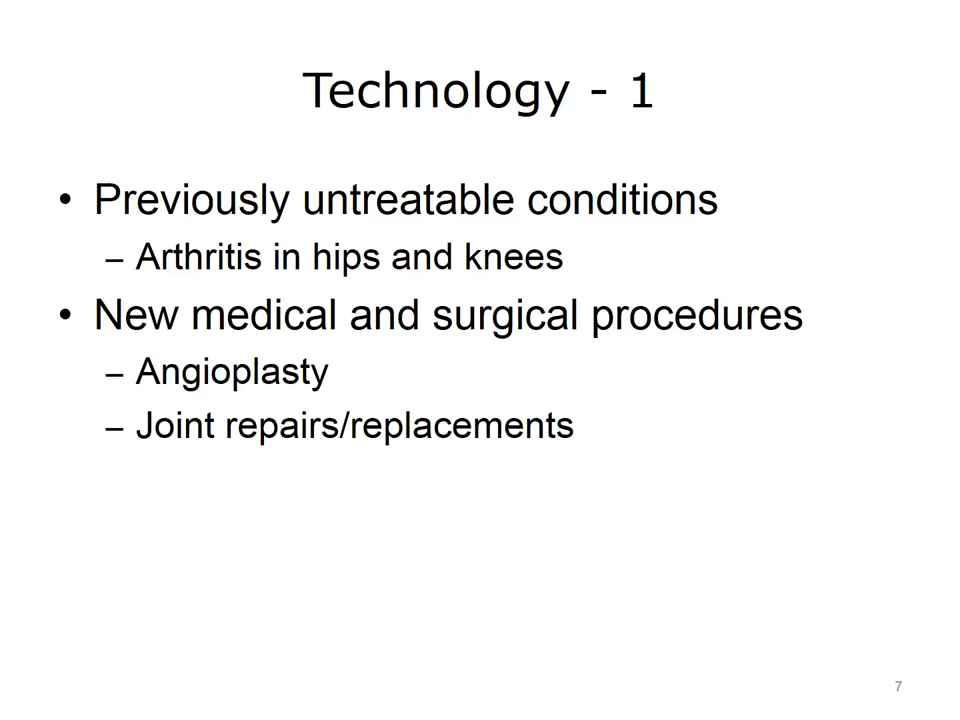 Technology - 1
• Previously untreatable conditions
– Arthritis in hips and knees
• New medical and surgical procedures
– Angioplasty
– Joint repairs/replacements
7